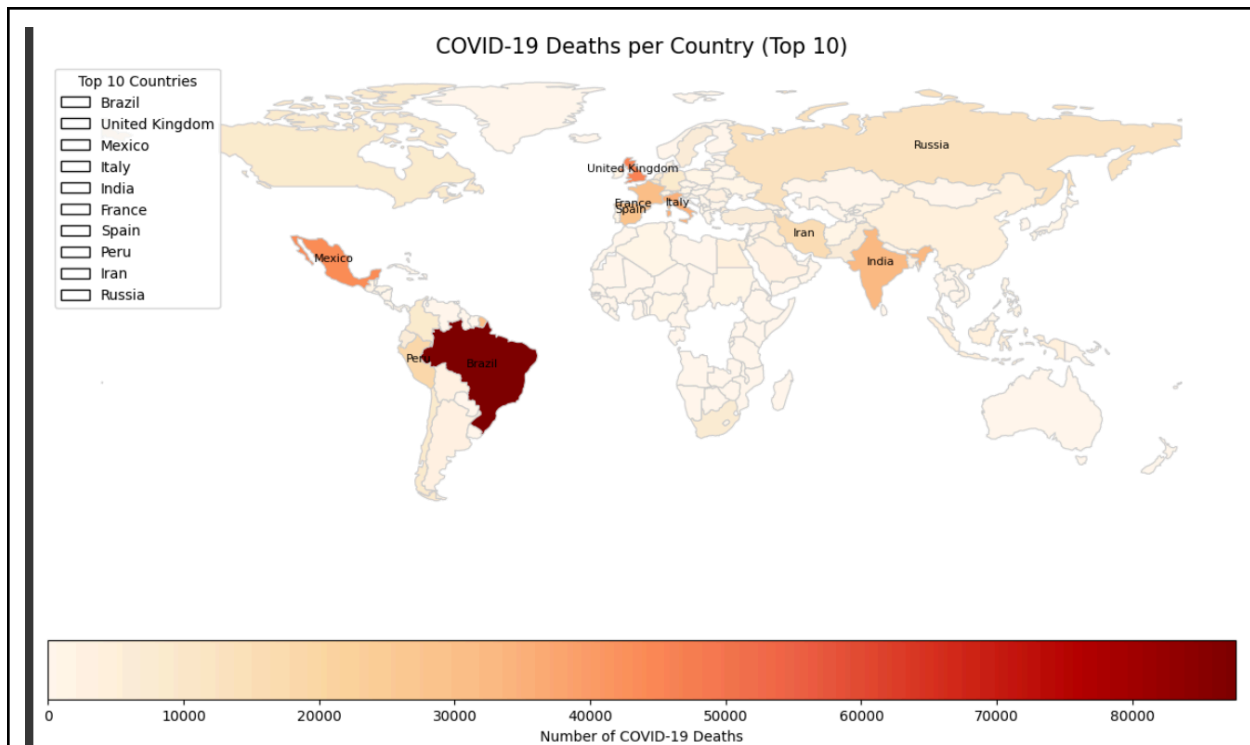 COVID-19 Deaths per Country (Top 10)
Top 10 Countries
Brazil
United Kingdom
Mexico
Italy
India
France
Spain
Peru
Iran
Russia
Russia
United Kingdom
France
Italy
Spain
Iran
Mexico
India
Peru
Brazil
0 10000 20000 30000 40000 50000 60000 70000 80000
Number of COVID-19 Deaths